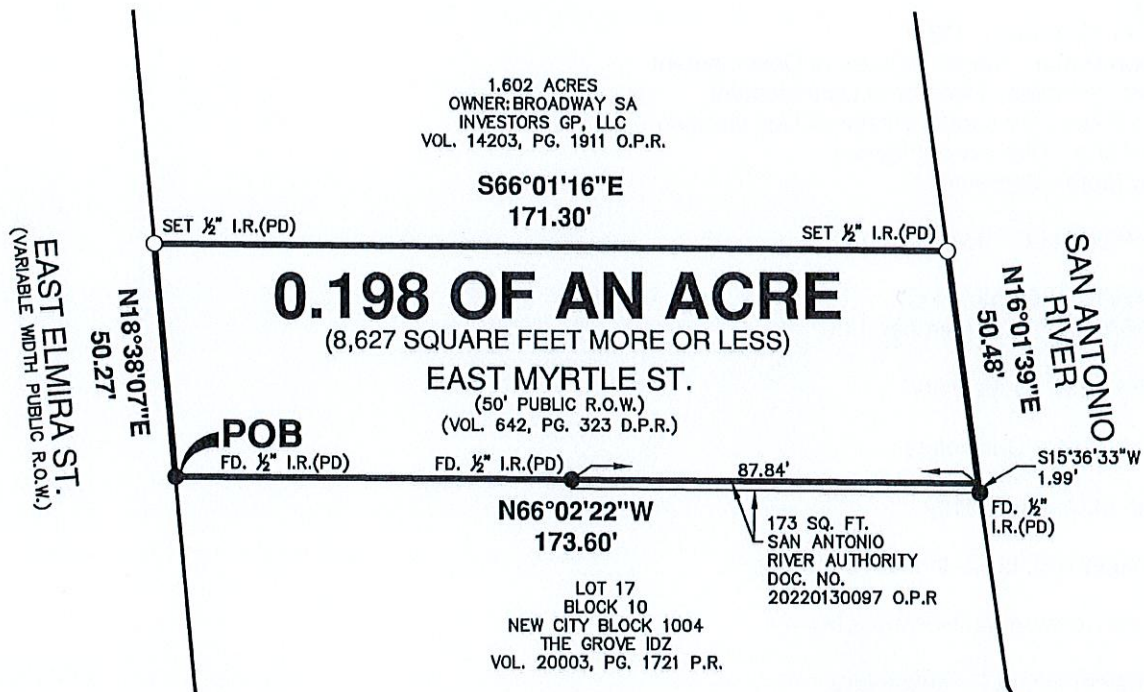 1.602 ACRES
OWNER: BROADWAY SA
INVESTORS GP, LLC
VOL. 14203, PG. 1911 O.P.R.
S66°01'16"E
171.30'
SET ½" I.R.(PD)
SET ½" I.R.(PD)
EAST ELMIRA ST.
(VARIABLE WIDTH PUBLIC R.O.W.)
N18°38'07"E
50.27'
0.198 OF AN ACRE
(8,627 SQUARE FEET MORE OR LESS)
EAST MYRTLE ST.
(50' PUBLIC R.O.W.)
(VOL. 642, PG. 323 D.P.R.)
SAN ANTONIO
RIVER
N16°01'39"E
50.48'
POB
FD. ½" I.R.(PD)
FD. ½" I.R.(PD)
87.84'
S15°36'33"W
1.99'
FD. ½"
I.R.(PD)
N66°02'22"W
173.60'
173 SQ. FT.
SAN ANTONIO
RIVER AUTHORITY
DOC. NO.
20220130097 O.P.R
LOT 17
BLOCK 10
NEW CITY BLOCK 1004
THE GROVE IDZ
VOL. 20003, PG. 1721 P.R.